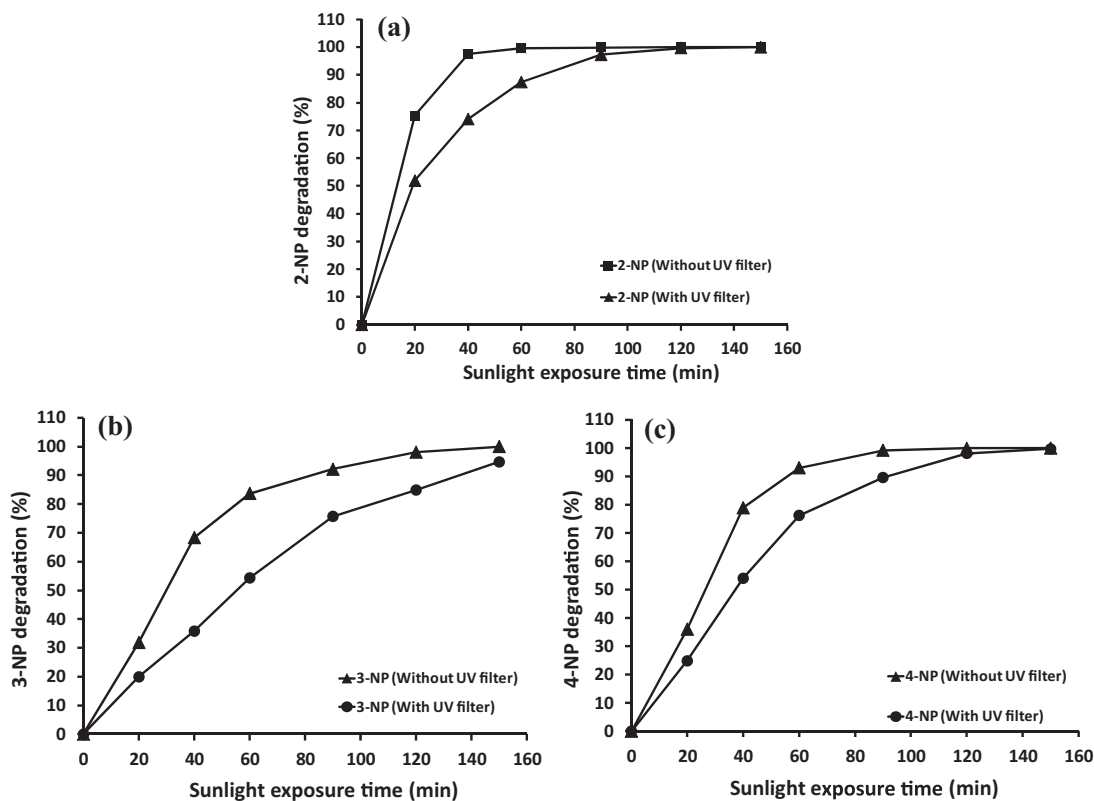 (a)
110
100
90
80
70
60
50
40
30
20
10
0
2-NP degradation (%)
2-NP (Without UV filter)
2-NP (With UV filter)
0 20 40 60 80 100 120 140 160
Sunlight exposure time (min)
(b)
110
100
90
80
70
60
50
40
30
20
10
0
3-NP degradation (%)
3-NP (Without UV filter)
3-NP (With UV filter)
0 20 40 60 80 100 120 140 160
Sunlight exposure time (min)
(c)
110
100
90
80
70
60
50
40
30
20
10
0
4-NP degradation (%)
4-NP (Without UV filter)
4-NP (With UV filter)
0 20 40 60 80 100 120 140 160
Sunlight exposure time (min)